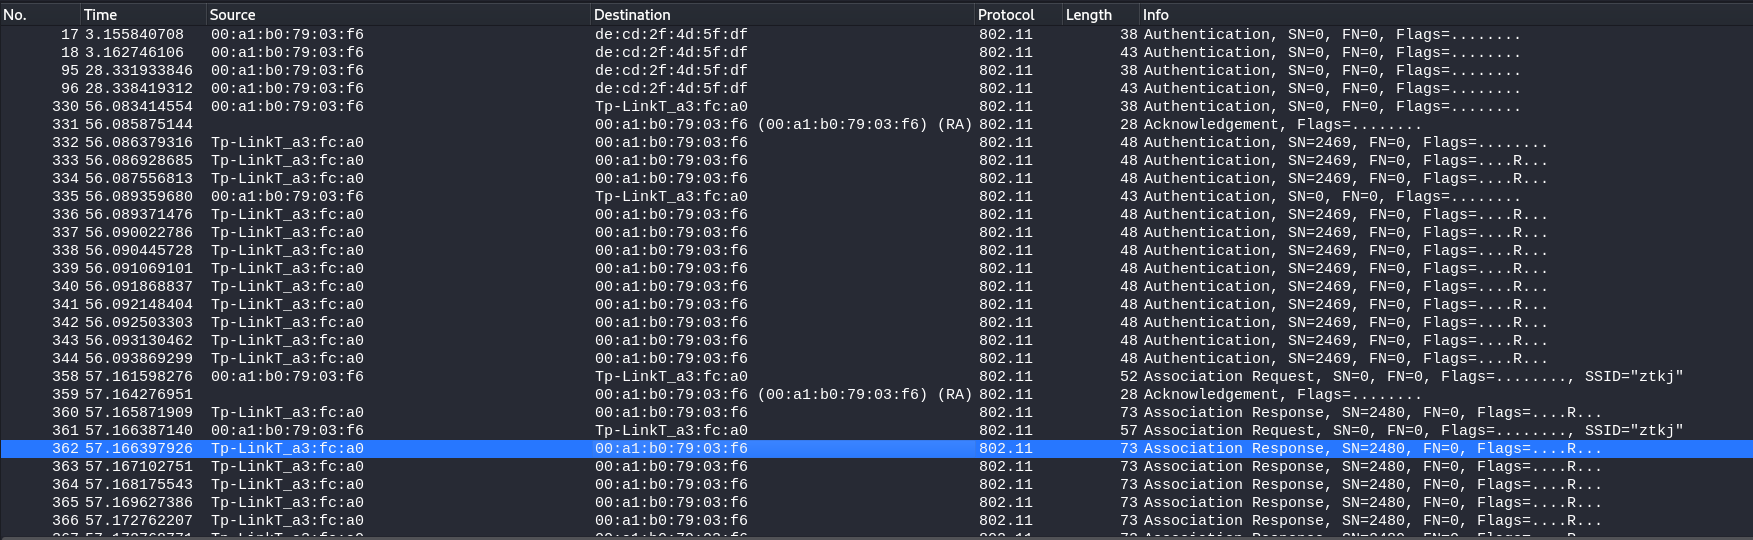 No. Time Source Destination Protocol Length Info
17 3.155840708 00:a1:b0:79:03:f6 de:cd:2f:4d:5f:df 802.11 38 Authentication, SN=0, FN=0, Flags=........
18 3.162746106 00:a1:b0:79:03:f6 de:cd:2f:4d:5f:df 802.11 43 Authentication, SN=0, FN=0, Flags=........
95 28.331933846 00:a1:b0:79:03:f6 de:cd:2f:4d:5f:df 802.11 38 Authentication, SN=0, FN=0, Flags=........
96 28.338419312 00:a1:b0:79:03:f6 de:cd:2f:4d:5f:df 802.11 43 Authentication, SN=0, FN=0, Flags=........
330 56.083414554 00:a1:b0:79:03:f6 Tp-LinkT_a3:fc:a0 802.11 38 Authentication, SN=0, FN=0, Flags=........
331 56.085875144 00:a1:b0:79:03:f6 (00:a1:b0:79:03:f6) (RA) 802.11 28 Acknowledgement, Flags=........
332 56.086379316 Tp-LinkT_a3:fc:a0 00:a1:b0:79:03:f6 802.11 48 Authentication, SN=2469, FN=0, Flags=........
333 56.086928685 Tp-LinkT_a3:fc:a0 00:a1:b0:79:03:f6 802.11 48 Authentication, SN=2469, FN=0, Flags=....R...
334 56.087556813 Tp-LinkT_a3:fc:a0 00:a1:b0:79:03:f6 802.11 48 Authentication, SN=2469, FN=0, Flags=....R...
335 56.089359680 00:a1:b0:79:03:f6 Tp-LinkT_a3:fc:a0 802.11 43 Authentication, SN=0, FN=0, Flags=........
336 56.089371476 Tp-LinkT_a3:fc:a0 00:a1:b0:79:03:f6 802.11 48 Authentication, SN=2469, FN=0, Flags=....R...
337 56.090022786 Tp-LinkT_a3:fc:a0 00:a1:b0:79:03:f6 802.11 48 Authentication, SN=2469, FN=0, Flags=....R...
338 56.090445728 Tp-LinkT_a3:fc:a0 00:a1:b0:79:03:f6 802.11 48 Authentication, SN=2469, FN=0, Flags=....R...
339 56.091069101 Tp-LinkT_a3:fc:a0 00:a1:b0:79:03:f6 802.11 48 Authentication, SN=2469, FN=0, Flags=....R...
340 56.091868837 Tp-LinkT_a3:fc:a0 00:a1:b0:79:03:f6 802.11 48 Authentication, SN=2469, FN=0, Flags=....R...
341 56.092148404 Tp-LinkT_a3:fc:a0 00:a1:b0:79:03:f6 802.11 48 Authentication, SN=2469, FN=0, Flags=....R...
342 56.092503303 Tp-LinkT_a3:fc:a0 00:a1:b0:79:03:f6 802.11 48 Authentication, SN=2469, FN=0, Flags=....R...
343 56.093130462 Tp-LinkT_a3:fc:a0 00:a1:b0:79:03:f6 802.11 48 Authentication, SN=2469, FN=0, Flags=....R...
344 56.093869299 Tp-LinkT_a3:fc:a0 00:a1:b0:79:03:f6 802.11 48 Authentication, SN=2469, FN=0, Flags=....R...
358 57.161598276 00:a1:b0:79:03:f6 Tp-LinkT_a3:fc:a0 802.11 52 Association Request, SN=0, FN=0, Flags=........, SSID="ztkj"
359 57.164276951 00:a1:b0:79:03:f6 (00:a1:b0:79:03:f6) (RA) 802.11 28 Acknowledgement, Flags=........
360 57.165871909 Tp-LinkT_a3:fc:a0 00:a1:b0:79:03:f6 802.11 73 Association Response, SN=2480, FN=0, Flags=....R...
361 57.166387140 00:a1:b0:79:03:f6 Tp-LinkT_a3:fc:a0 802.11 57 Association Request, SN=0, FN=0, Flags=........, SSID="ztkj"
362 57.166397926 Tp-LinkT_a3:fc:a0 00:a1:b0:79:03:f6 802.11 73 Association Response, SN=2480, FN=0, Flags=....R...
363 57.167102751 Tp-LinkT_a3:fc:a0 00:a1:b0:79:03:f6 802.11 73 Association Response, SN=2480, FN=0, Flags=....R...
364 57.168175543 Tp-LinkT_a3:fc:a0 00:a1:b0:79:03:f6 802.11 73 Association Response, SN=2480, FN=0, Flags=....R...
365 57.169627386 Tp-LinkT_a3:fc:a0 00:a1:b0:79:03:f6 802.11 73 Association Response, SN=2480, FN=0, Flags=....R...
366 57.172762207 Tp-LinkT_a3:fc:a0 00:a1:b0:79:03:f6 802.11 73 Association Response, SN=2480, FN=0, Flags=....R...